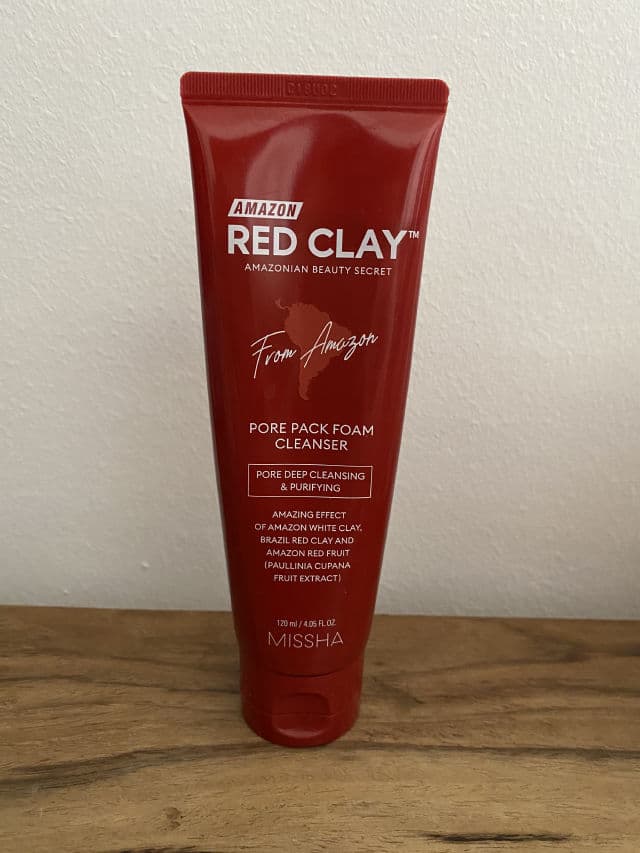 AMAZON
RED CLAY™
AMAZONIAN BEAUTY SECRET
From Amazon
PORE PACK FOAM
CLEANSER
PORE DEEP CLEANSING
& PURIFYING
AMAZING EFFECT
OF AMAZON WHITE CLAY,
BRAZIL RED CLAY AND
AMAZON RED FRUIT
(PAULLINIA CUPANA
FRUIT EXTRACT)
120 ml / 4.05 FL.OZ.
MISSHA